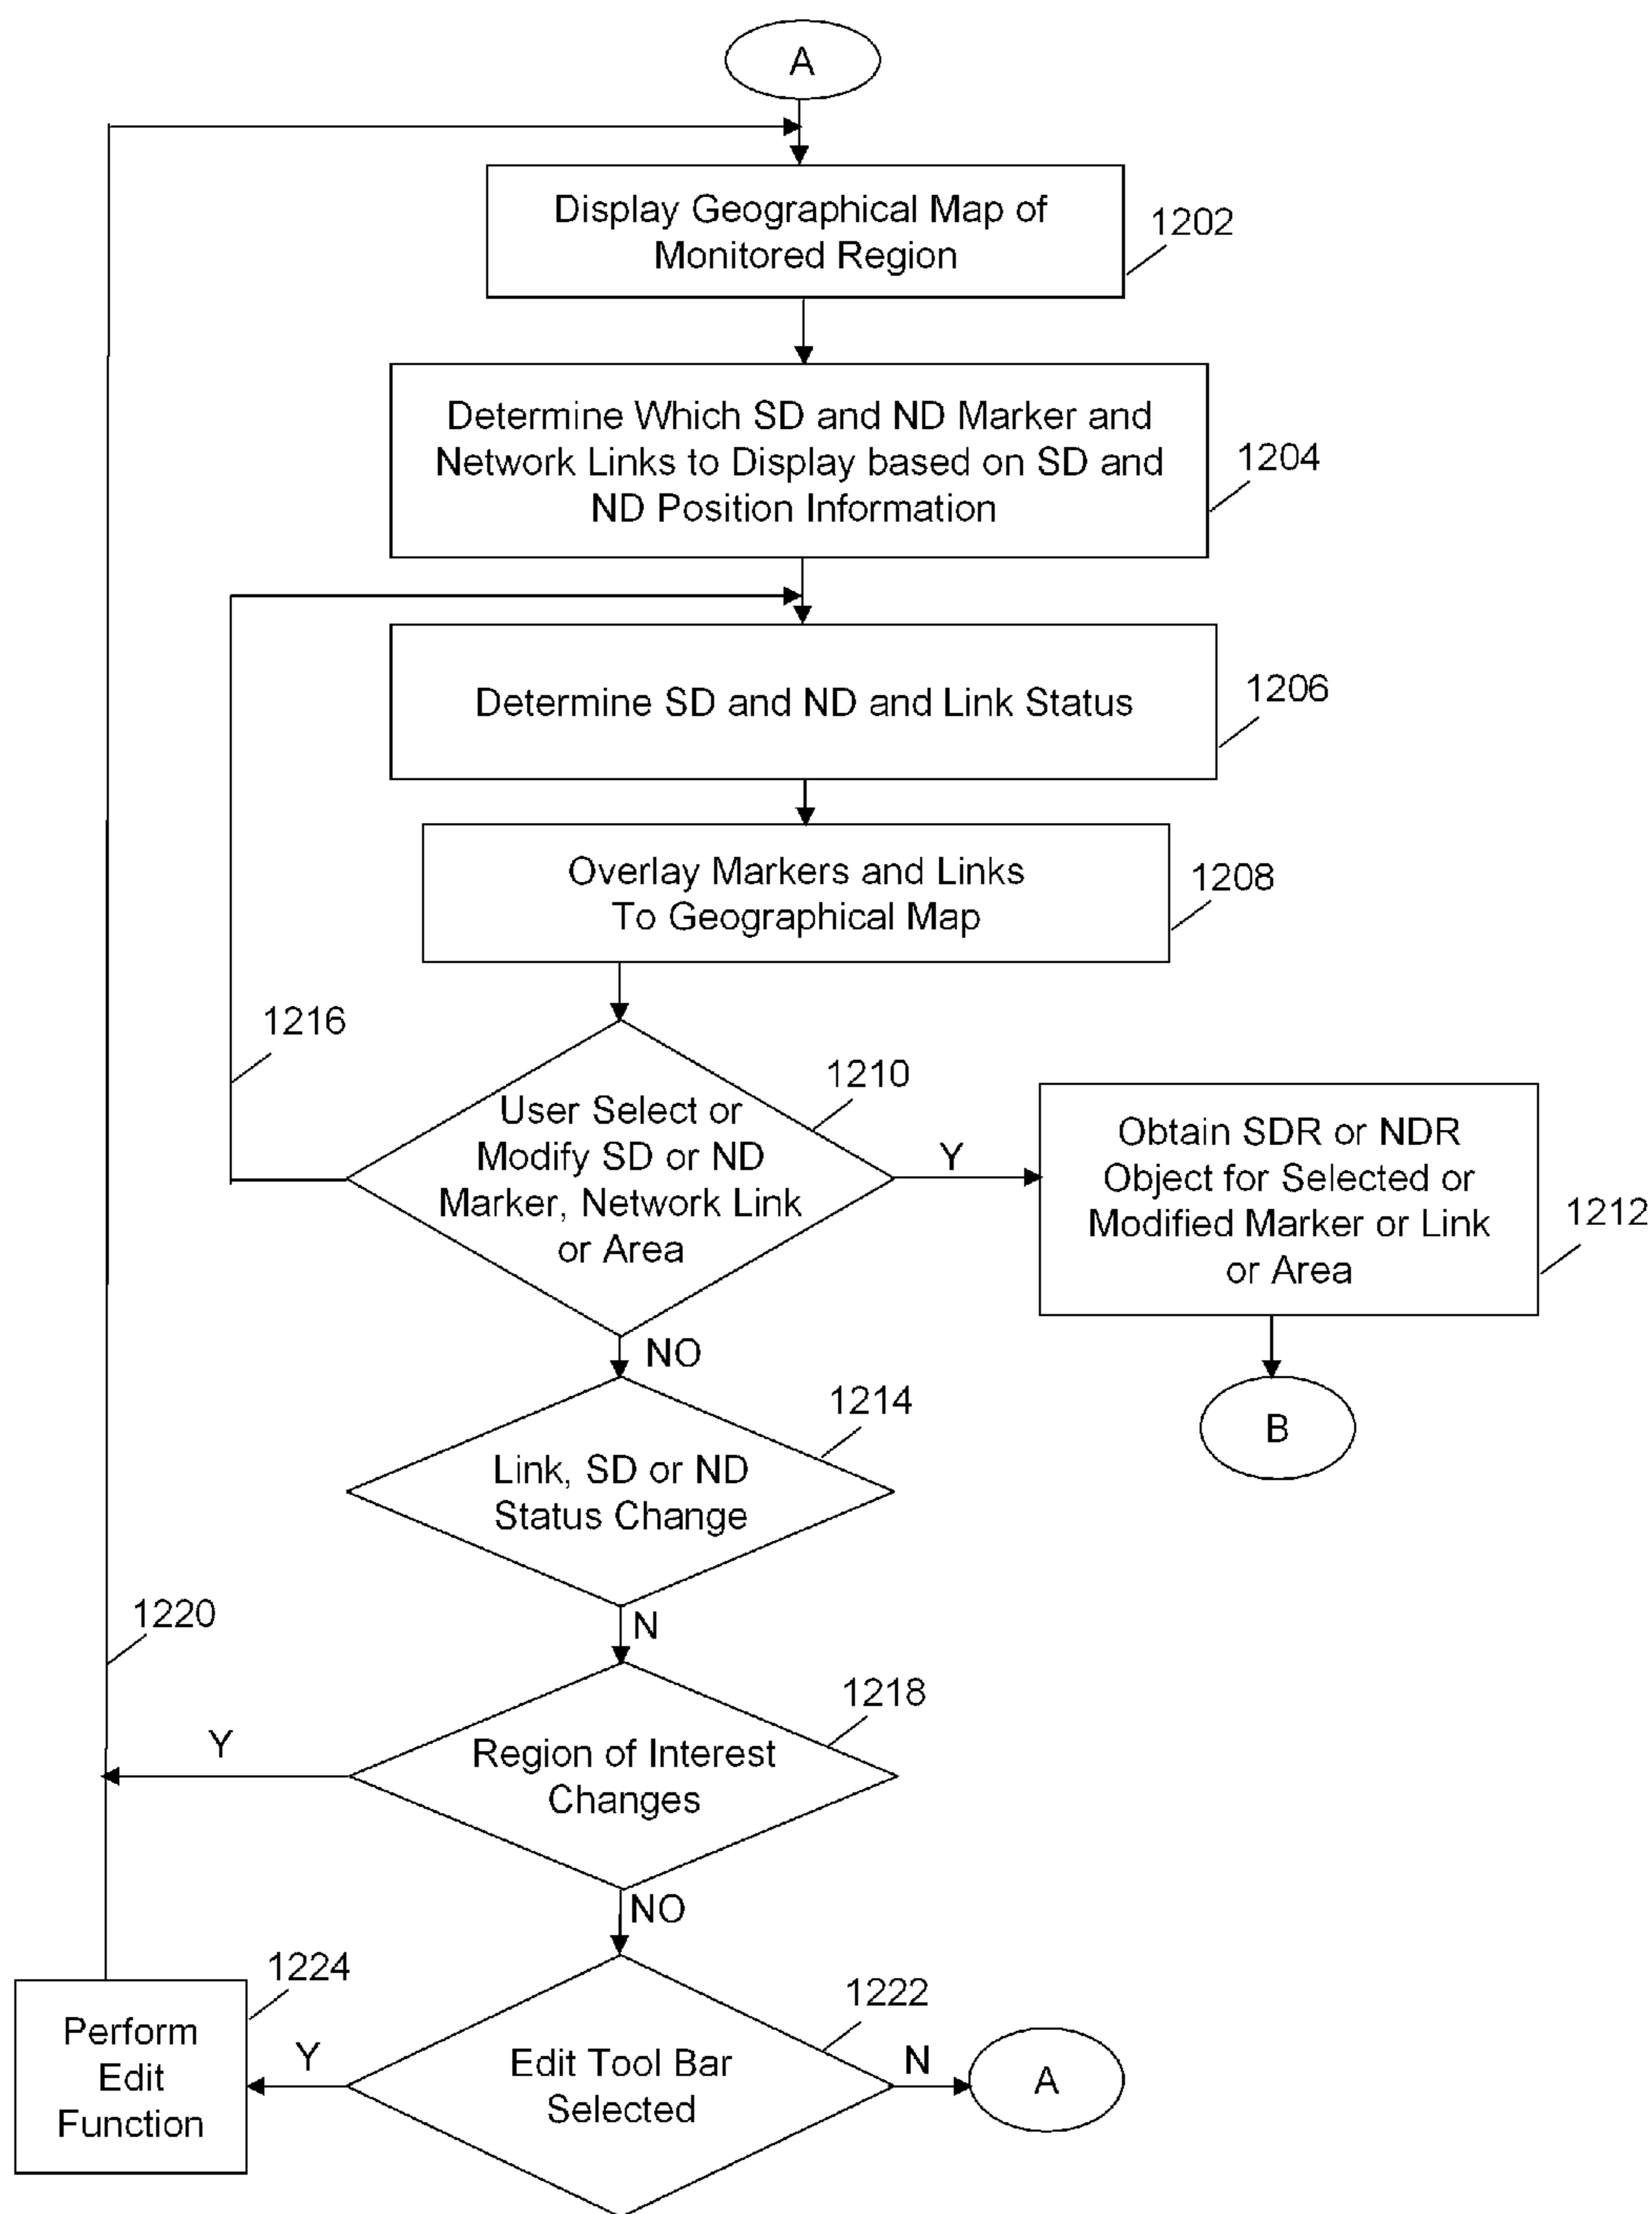 A
Display Geographical Map of
Monitored Region
1202
Determine Which SD and ND Marker and
Network Links to Display based on SD and
ND Position Information
1204
Determine SD and ND and Link Status
1206
Overlay Markers and Links
To Geographical Map
1208
1216
User Select or
Modify SD or ND
Marker, Network Link
or Area
1210
Y
Obtain SDR or NDR
Object for Selected or
Modified Marker or Link
or Area
1212
NO
B
Link, SD or ND
Status Change
1214
N
1220
Region of Interest
Changes
1218
Y
NO
1224
Perform
Edit
Function
Y
Edit Tool Bar
Selected
1222
N
A